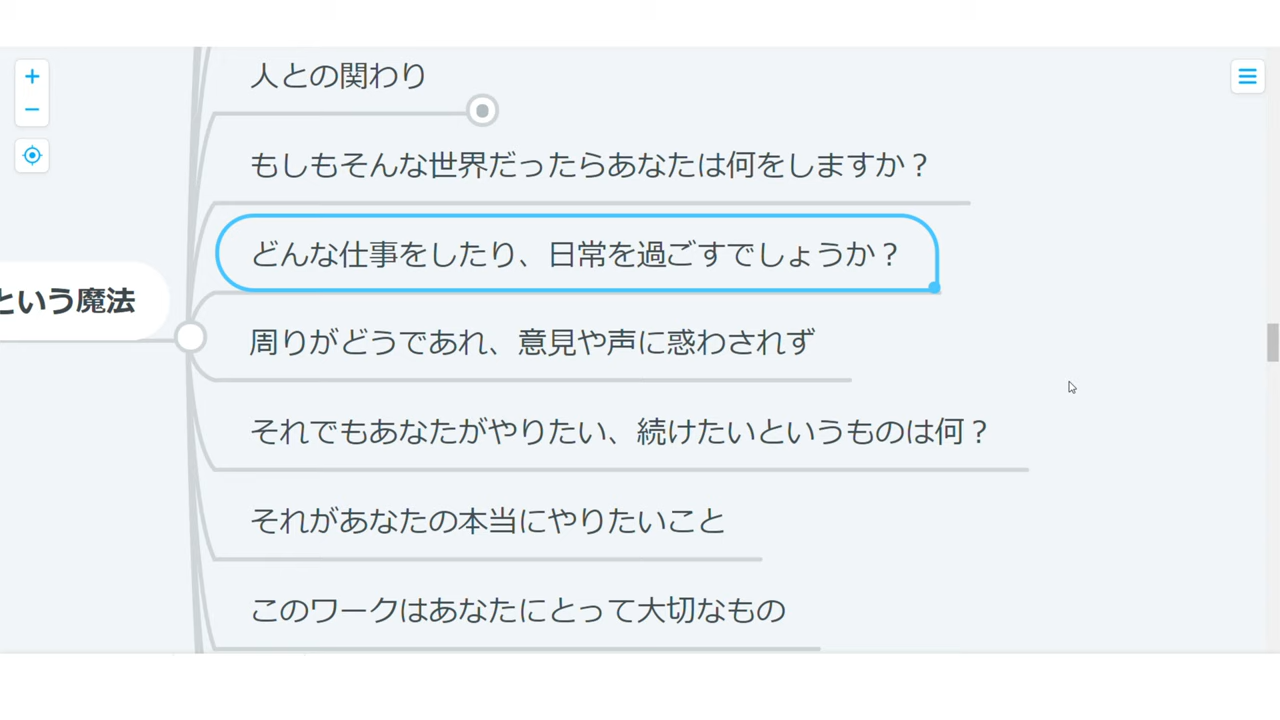 人との関わり
もしもそんな世界だったらあなたは何をしますか？
どんな仕事をしたり、日常を過ごすでしょうか？
という魔法
周りがどうであれ、意見や声に惑わされず
それでもあなたがやりたい、続けたいというものは何？
それがあなたの本当にやりたいこと
このワークはあなたにとって大切なもの